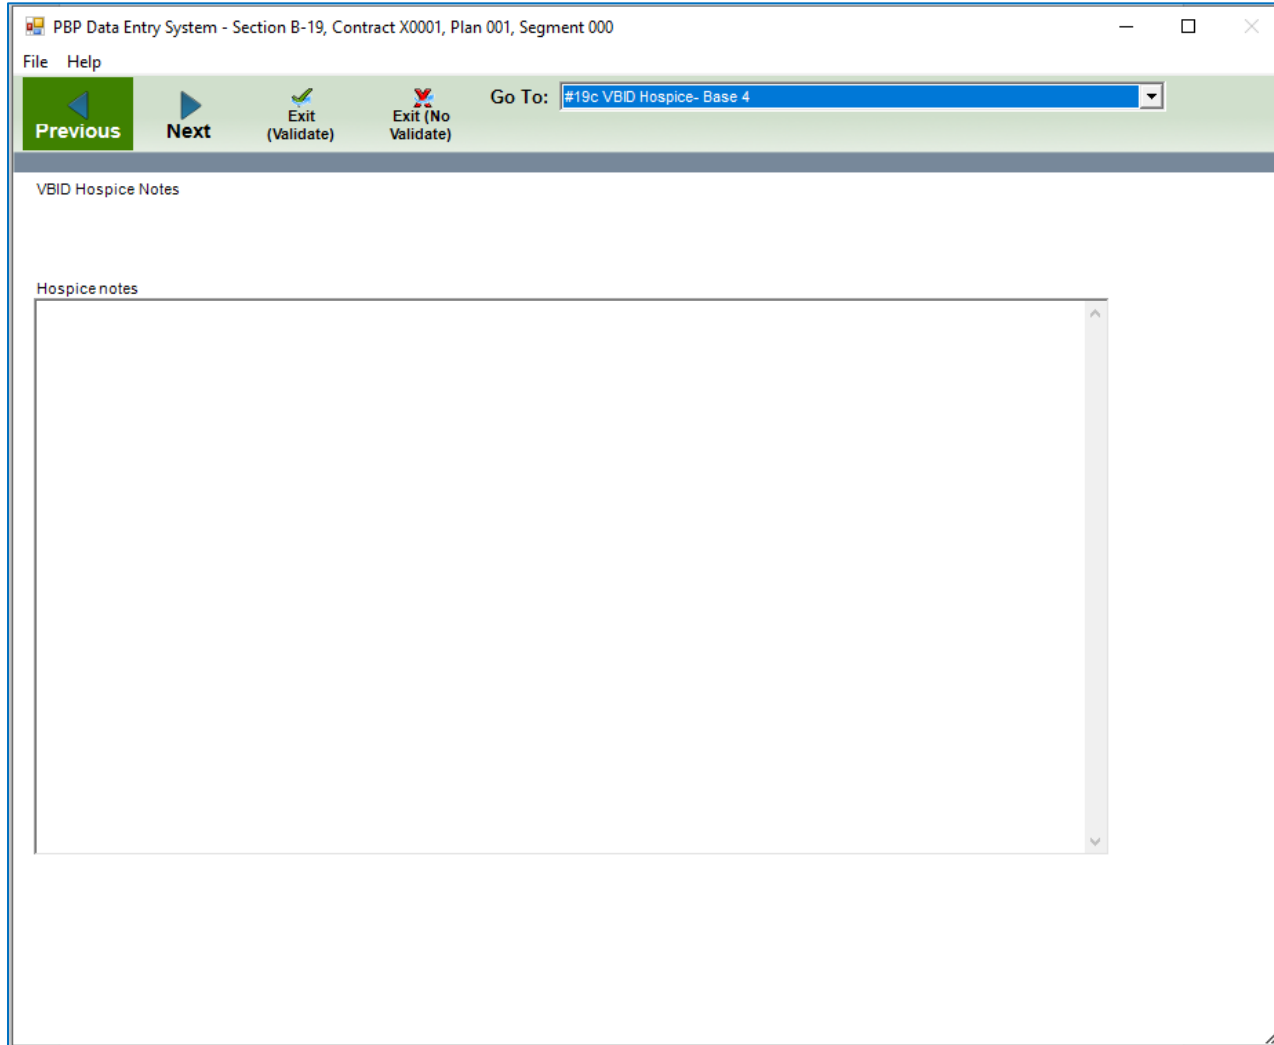 PBP Data Entry System - Section B-19, Contract X0001, Plan 001, Segment 000
File Help
Previous
Next
Exit
(Validate)
Exit (No
Validate)
Go To:
#19c VBID Hospice- Base 4
VBID Hospice Notes
Hospice notes